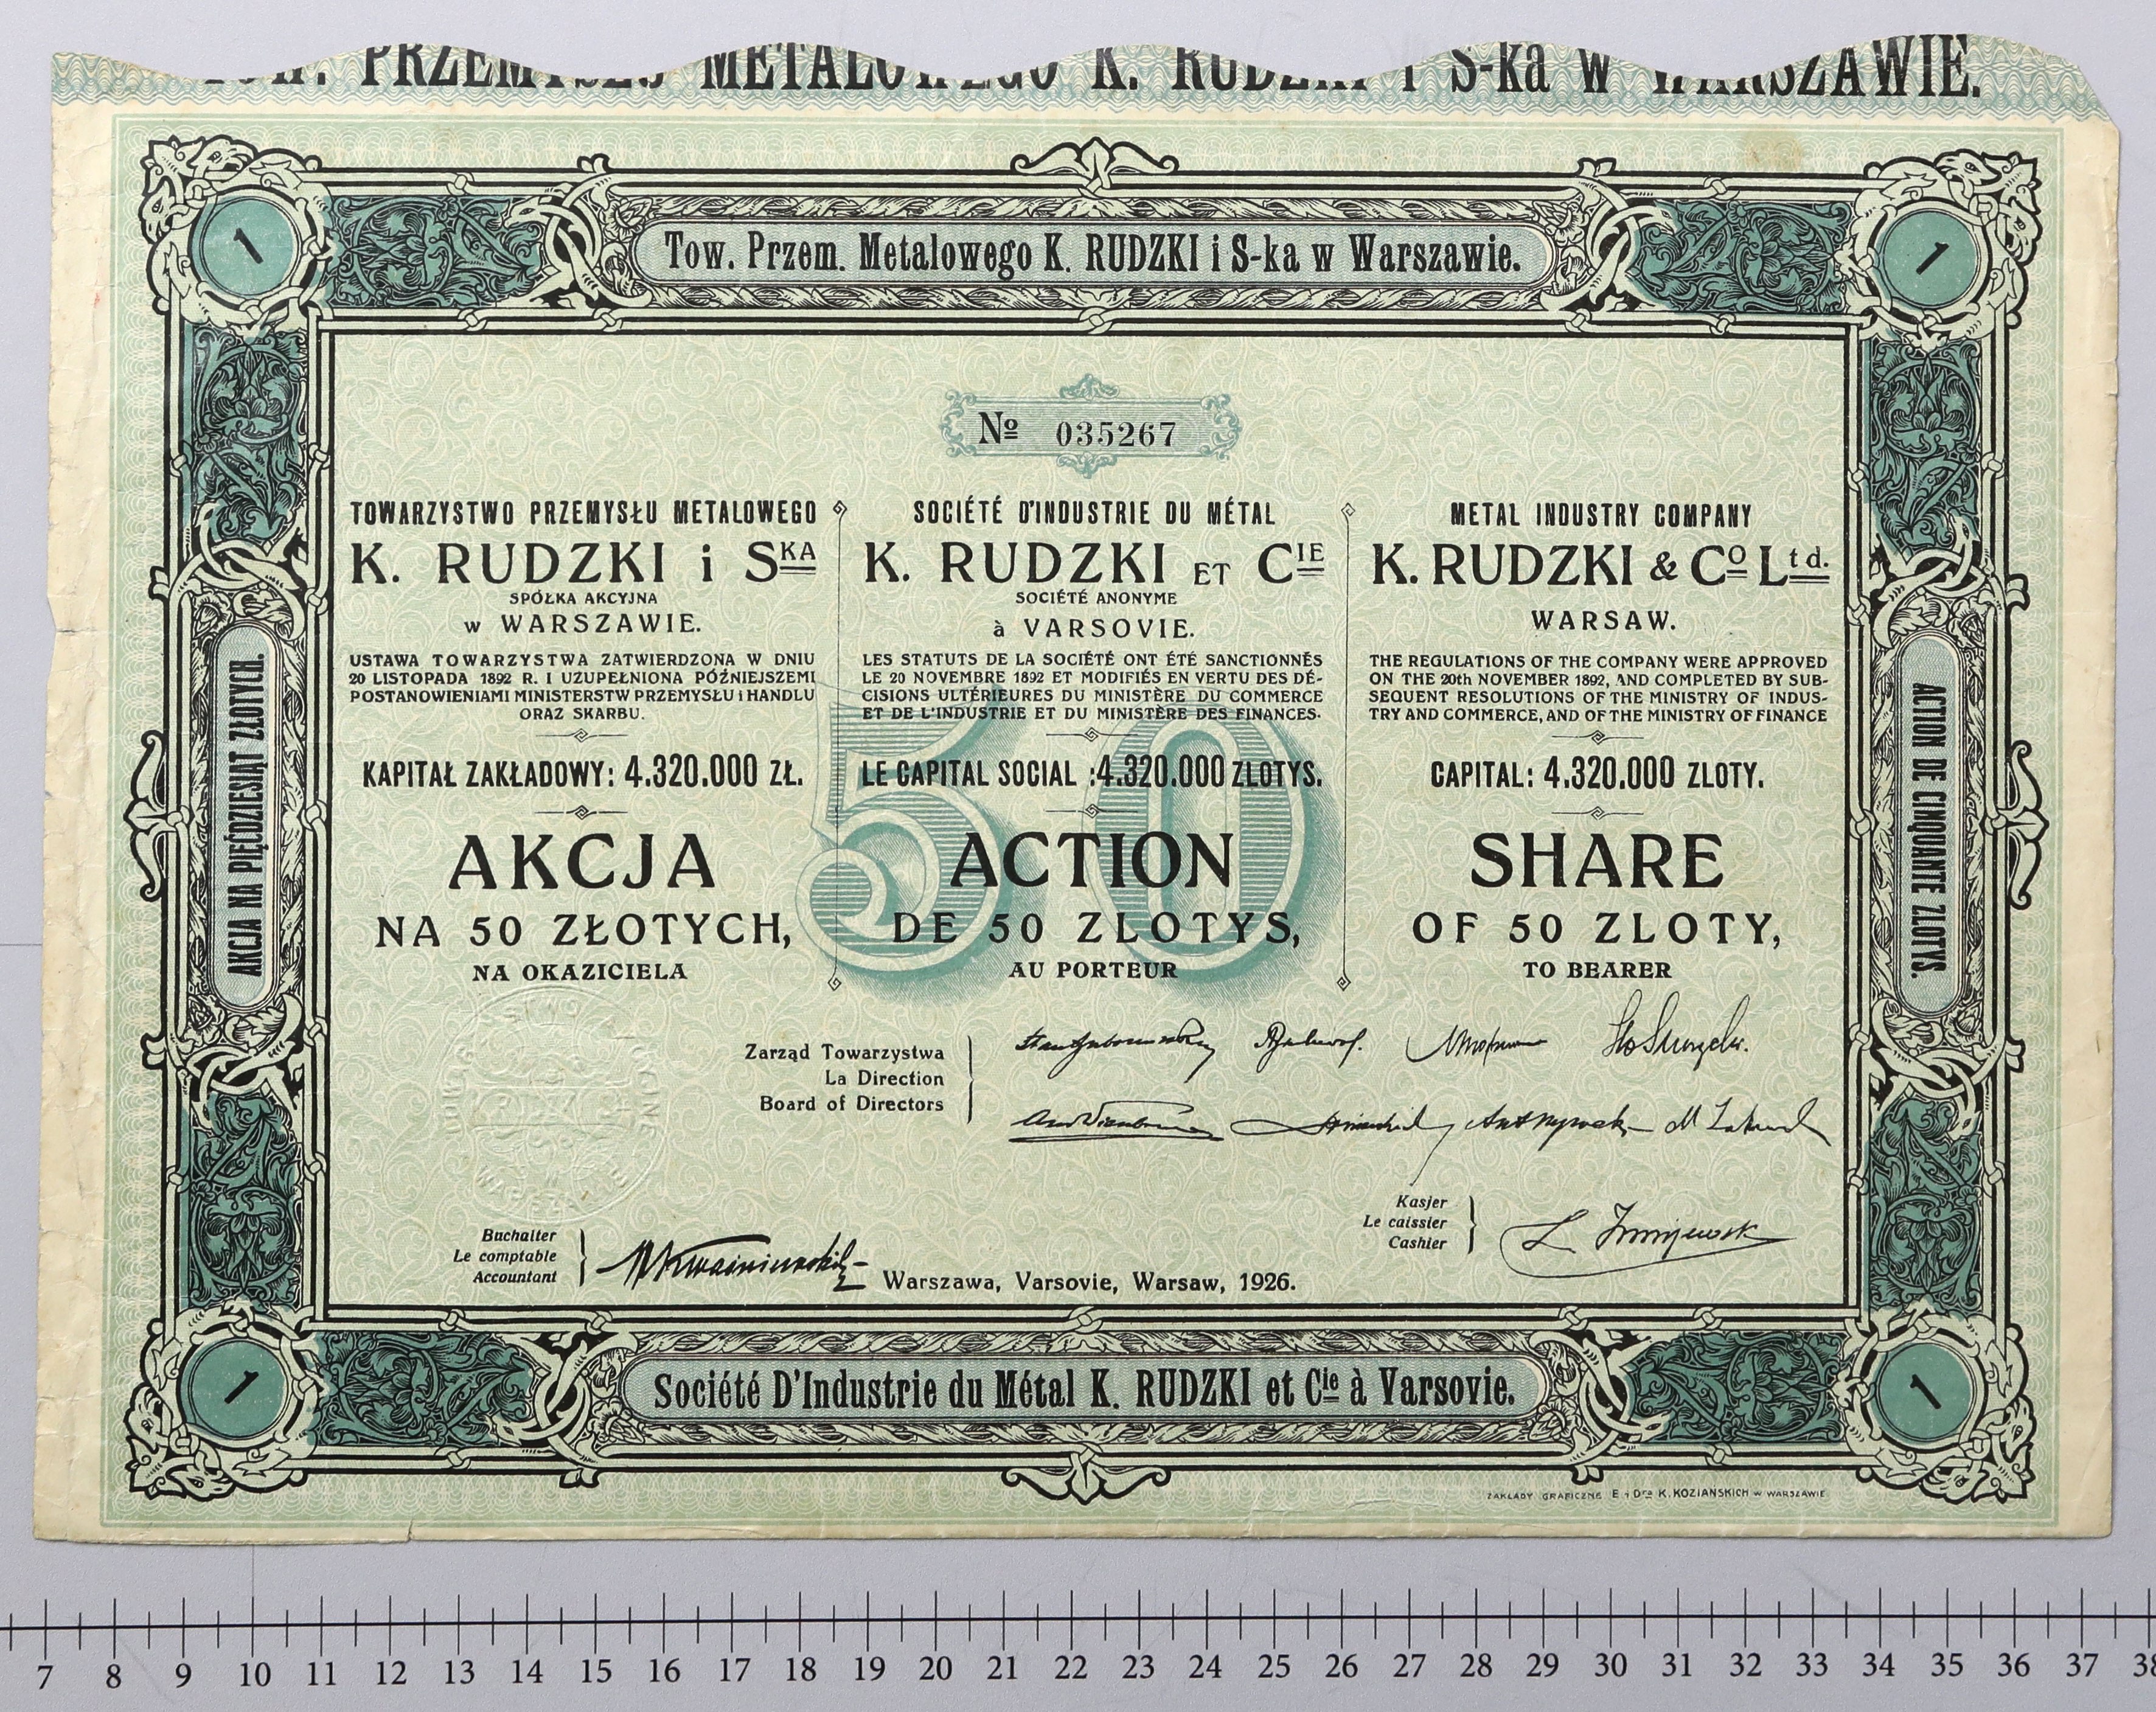 TOW. PRZEMYSŁU METALOWEGO K. RUDZKI i S-ka w WARSZAWIE.
1
Tow. Przem. Metalowego K. RUDZKI i S-ka w Warszawie.
1
№ 035267
TOWARZYSTWO PRZEMYSŁU METALOWEGO
K. RUDZKI i SKA
SPÓŁKA AKCYJNA
w WARSZAWIE.
USTAWA TOWARZYSTWA ZATWIERDZONA W DNIU
20 LISTOPADA 1892 R. I UZUPEŁNIONA PÓŹNIEJSZEMI
POSTANOWIENIAMI MINISTERSTW PRZEMYSŁU i HANDLU
ORAZ SKARBU.
KAPITAŁ ZAKŁADOWY: 4.320.000 ZŁ.
AKCJA
NA 50 ZŁOTYCH,
NA OKAZICIELA
SOCIÉTÉ D'INDUSTRIE DU MÉTAL
K. RUDZKI ET CIE
SOCIÉTÉ ANONYME
à VARSOVIE.
LES STATUTS DE LA SOCIÉTÉ ONT ÉTÉ SANCTIONNÉS
LE 20 NOVEMBRE 1892 ET MODIFIÉS EN VERTU DES DÉ-
CISIONS ULTÉRIEURES DU MINISTÈRE DU COMMERCE
ET DE L'INDUSTRIE ET DU MINISTÈRE DES FINANCES.
LE CAPITAL SOCIAL :4.320.000 ZLOTYS.
ACTION
DE 50 ZLOTYS,
AU PORTEUR
50
METAL INDUSTRY COMPANY
K. RUDZKI & Co Ltd.
WARSAW.
THE REGULATIONS OF THE COMPANY WERE APPROVED
ON THE 20th NOVEMBER 1892, AND COMPLETED BY SUB-
SEQUENT RESOLUTIONS OF THE MINISTRY OF INDUS-
TRY AND COMMERCE, AND OF THE MINISTRY OF FINANCE
CAPITAL: 4.320.000 ZLOTY.
SHARE
OF 50 ZLOTY,
TO BEARER
AKCJA NA PIĘĆDZIESIĄT ZŁOTYCH.
ACTION DE CINQUANTE ZLOTYS.
Zarząd Towarzystwa
La Direction
Board of Directors
Buchalter
Le comptable
Accountant
Kasjer
Le caissier
Cashier
Warszawa, Varsovie, Warsaw, 1926.
1
Société D'Industrie du Métal K. RUDZKI et Cie à Varsovie.
1
ZAKŁADY GRAFICZNE E i Dra K. KOZIAŃSKICH w WARSZAWIE.
7 8 9 10 11 12 13 14 15 16 17 18 19 20 21 22 23 24 25 26 27 28 29 30 31 32 33 34 35 36 37 38